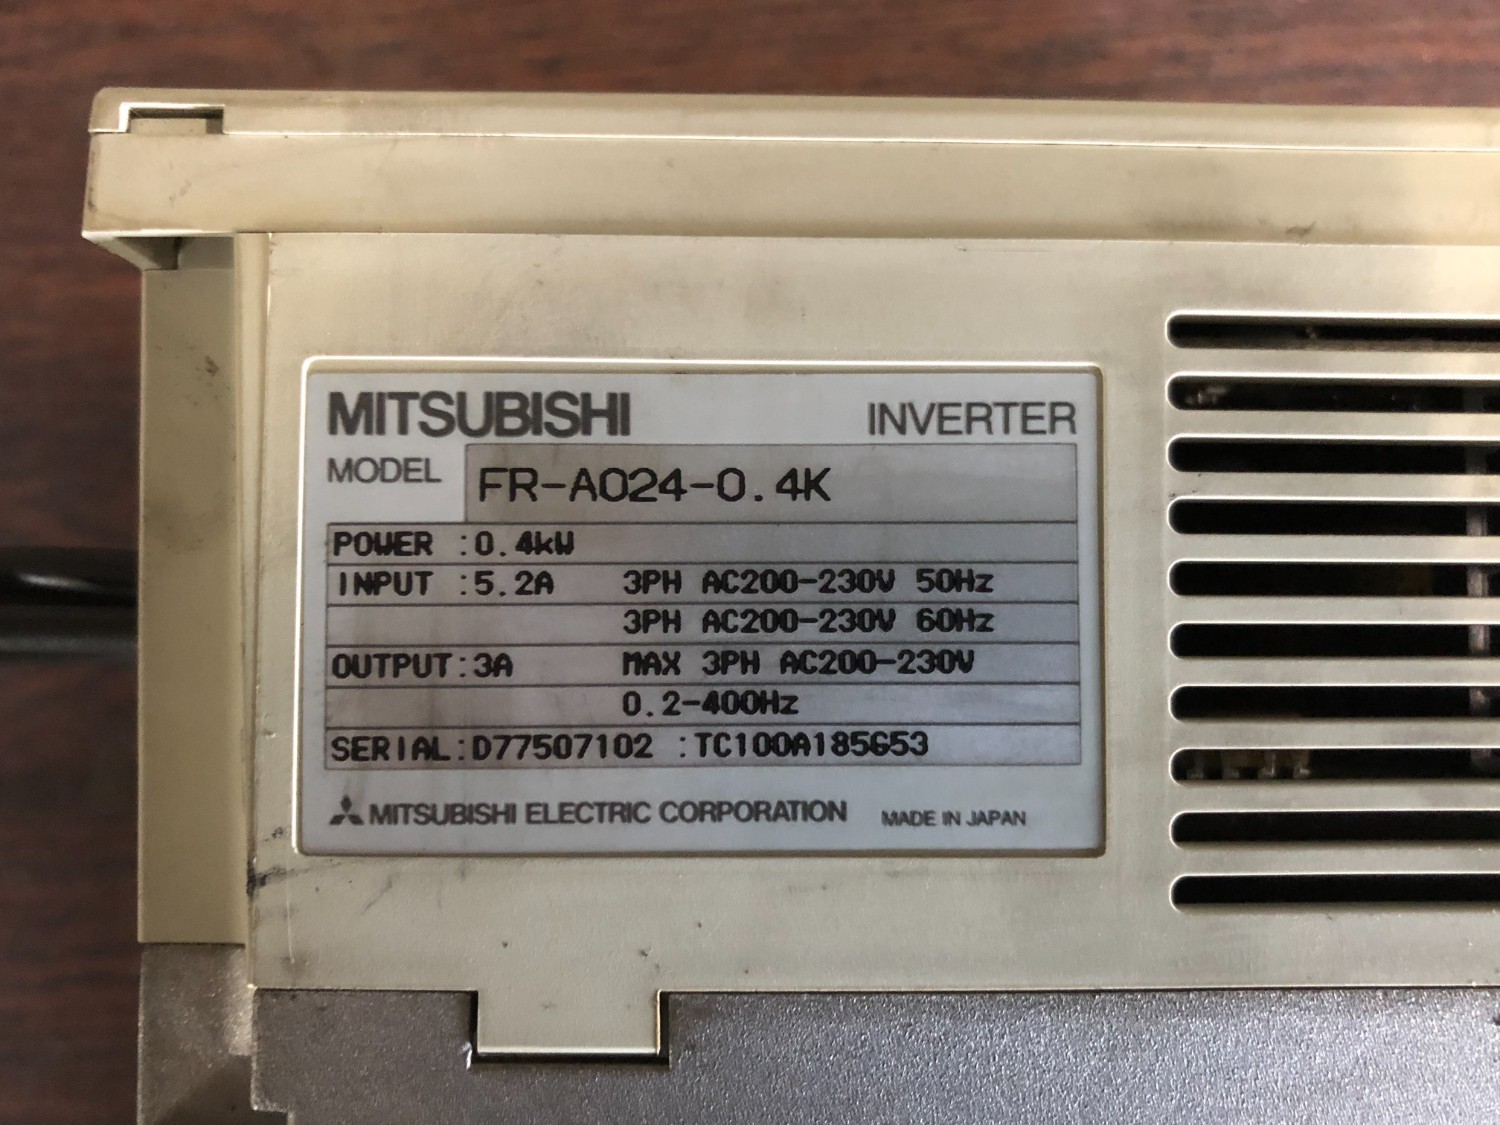 MITSUBISHI INVERTER
MODEL FR-A024-0.4K
POWER :0.4kW
INPUT :5.2A 3PH AC200-230V 50Hz
3PH AC200-230V 60Hz
OUTPUT:3A MAX 3PH AC200-230V
0.2-400Hz
SERIAL:D77507102 :TC100A185G53
MITSUBISHI ELECTRIC CORPORATION MADE IN JAPAN